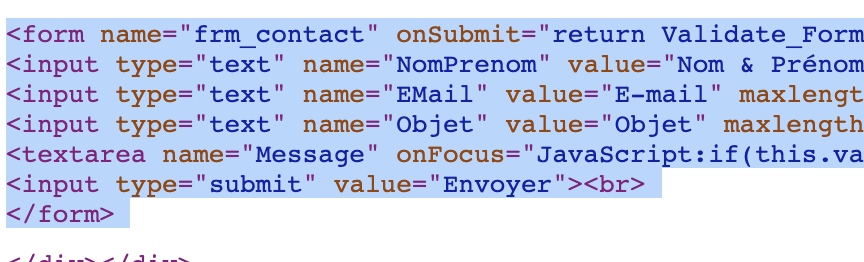 <form name="frm_contact" onSubmit="return Validate_Form
<input type="text" name="NomPrenom" value="Nom & Prénom
<input type="text" name="EMail" value="E-mail" maxlengt
<input type="text" name="Objet" value="Objet" maxlength
<textarea name="Message" onFocus="JavaScript:if(this.va
<input type="submit" value="Envoyer"><br>
</form>
</div></div>